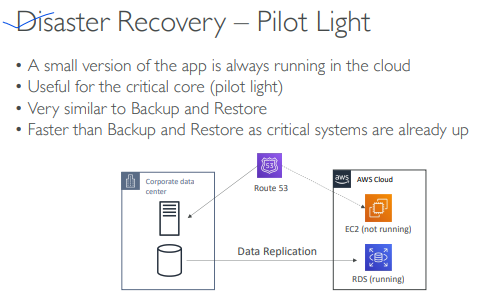 Disaster Recovery – Pilot Light
• A small version of the app is always running in the cloud
• Useful for the critical core (pilot light)
• Very similar to Backup and Restore
• Faster than Backup and Restore as critical systems are already up
Corporate data
center
53
Route 53
aws
AWS Cloud
EC2 (not running)
Data Replication
RDS (running)